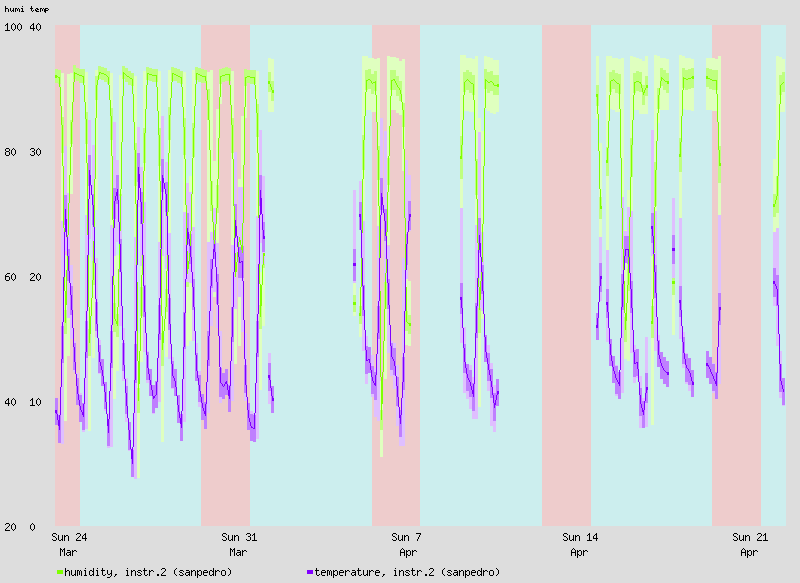 humi temp
100 40
80 30
60 20
40 10
20 0
Sun 24 Sun 31 Sun 7 Sun 14 Sun 21
Mar Mar Apr Apr Apr
humidity, instr.2 (sanpedro) temperature, instr.2 (sanpedro)